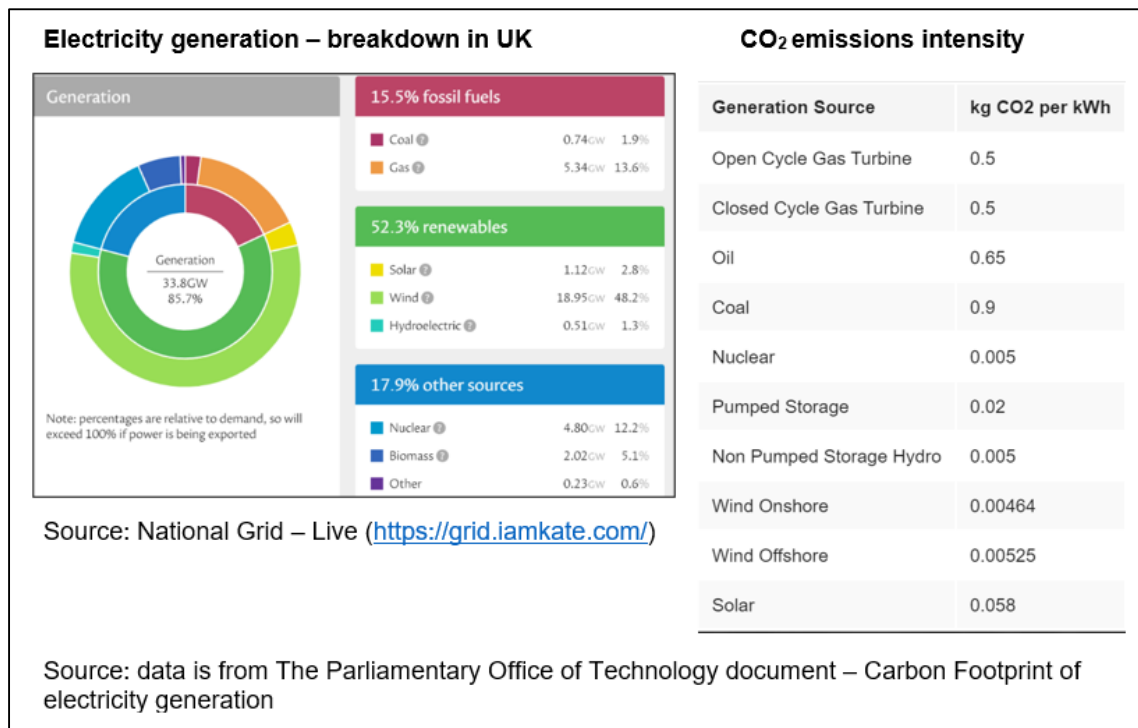 Electricity generation – breakdown in UK
Generation
Generation
33.8GW
85.7%
Note: percentages are relative to demand, so will
exceed 100% if power is being exported
15.5% fossil fuels
Coal ? 0.74GW 1.9%
Gas ? 5.34GW 13.6%
52.3% renewables
Solar ? 1.12GW 2.8%
Wind ? 18.95GW 48.2%
Hydroelectric ? 0.51GW 1.3%
17.9% other sources
Nuclear ? 4.80GW 12.2%
Biomass ? 2.02GW 5.1%
Other 0.23GW 0.6%
Source: National Grid – Live (https://grid.iamkate.com/)
CO₂ emissions intensity
Generation Source kg CO2 per kWh
Open Cycle Gas Turbine 0.5
Closed Cycle Gas Turbine 0.5
Oil 0.65
Coal 0.9
Nuclear 0.005
Pumped Storage 0.02
Non Pumped Storage Hydro 0.005
Wind Onshore 0.00464
Wind Offshore 0.00525
Solar 0.058
Source: data is from The Parliamentary Office of Technology document – Carbon Footprint of
electricity generation